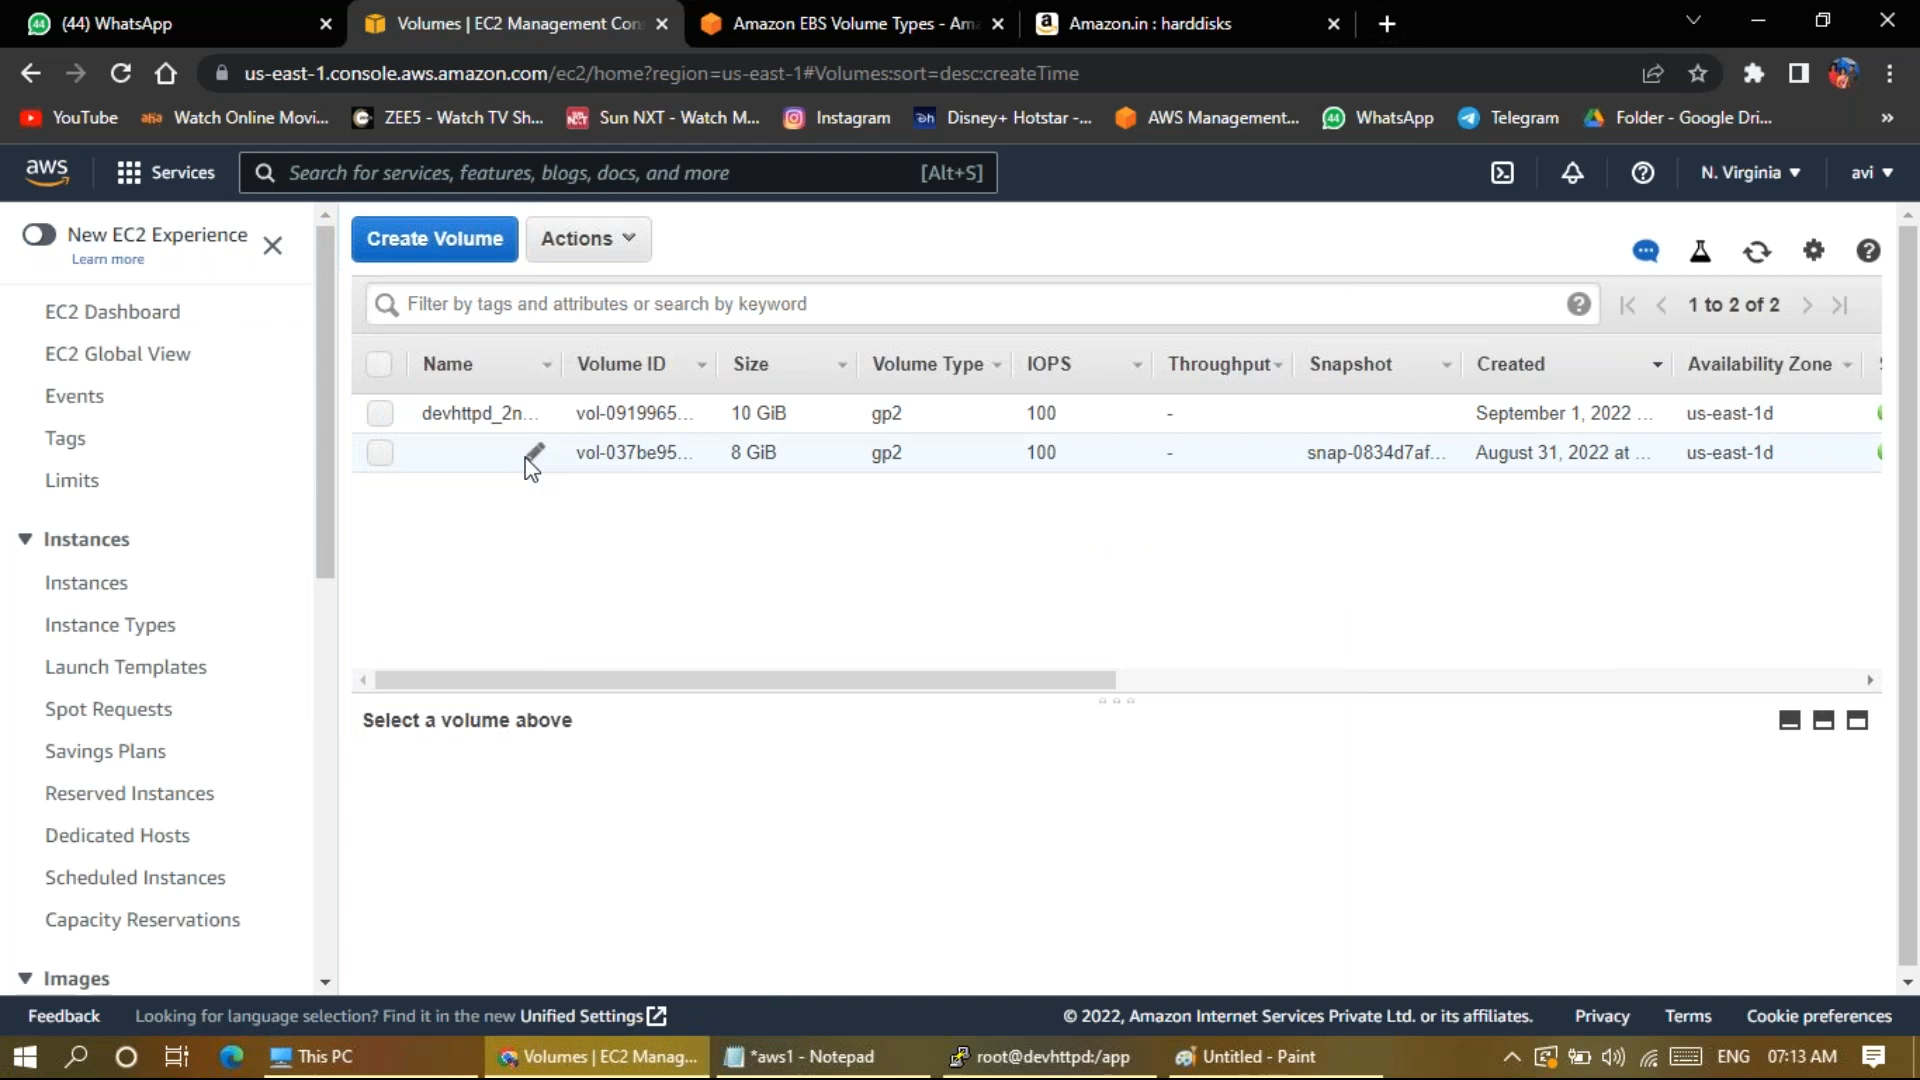 (44) WhatsApp
Volumes | EC2 Management Con
Amazon EBS Volume Types - Am
Amazon.in : harddisks
us-east-1.console.aws.amazon.com/ec2/home?region=us-east-1#Volumes:sort=desc:createTime
YouTube
Watch Online Movi...
ZEE5 - Watch TV Sh...
Sun NXT - Watch M...
Instagram
Disney+ Hotstar -...
AWS Management...
WhatsApp
Telegram
Folder - Google Dri...
»
aws
Services
Search for services, features, blogs, docs, and more
[Alt+S]
N. Virginia
avi
New EC2 Experience
Learn more
EC2 Dashboard
EC2 Global View
Events
Tags
Limits
Instances
Instances
Instance Types
Launch Templates
Spot Requests
Savings Plans
Reserved Instances
Dedicated Hosts
Scheduled Instances
Capacity Reservations
Images
Create Volume
Actions
Filter by tags and attributes or search by keyword
1 to 2 of 2
Name Volume ID Size Volume Type IOPS Throughput Snapshot Created Availability Zone
devhttpd_2n... vol-0919965... 10 GiB gp2 100 - September 1, 2022 ... us-east-1d
vol-037be95... 8 GiB gp2 100 - snap-0834d7af... August 31, 2022 at ... us-east-1d
Select a volume above
Feedback
Looking for language selection? Find it in the new Unified Settings
© 2022, Amazon Internet Services Private Ltd. or its affiliates.
Privacy
Terms
Cookie preferences
This PC
Volumes | EC2 Manag...
*aws1 - Notepad
root@devhttpd:/app
Untitled - Paint
ENG
07:13 AM